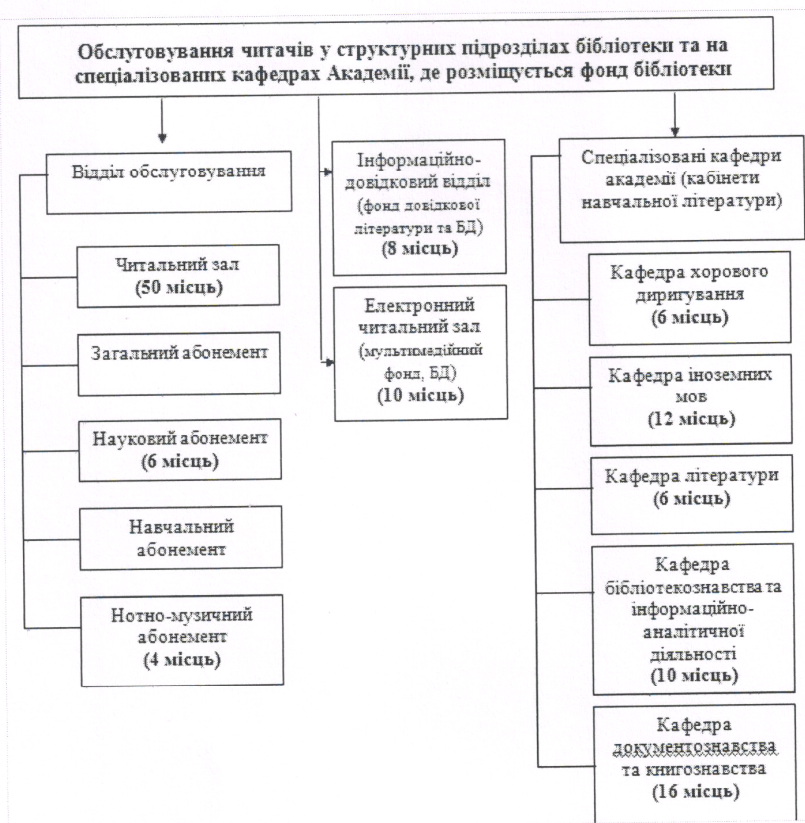 Обслуговування читачів у структурних підрозділах бібліотеки та на
спеціалізованих кафедрах Академії, де розміщується фонд бібліотеки
Відділ обслуговування
Читальний зал
(50 місць)
Загальний абонемент
Науковий абонемент
(6 місць)
Навчальний
абонемент
Нотно-музичний
абонемент
(4 місць)
Інформаційно-
довідковий відділ
(фонд довідкової
літератури та БД)
(8 місць)
Електронний
читальний зал
(мультимедійний
фонд, БД)
(10 місць)
Спеціалізовані кафедри
академії (кабінети
навчальної літератури)
Кафедра хорового
диригування
(6 місць)
Кафедра іноземних
мов
(12 місць)
Кафедра літератури
(6 місць)
Кафедра
бібліотекознавства та
інформаційно-
аналітичної
діяльності
(10 місць)
Кафедра
документознавства
та книгознавства
(16 місць)